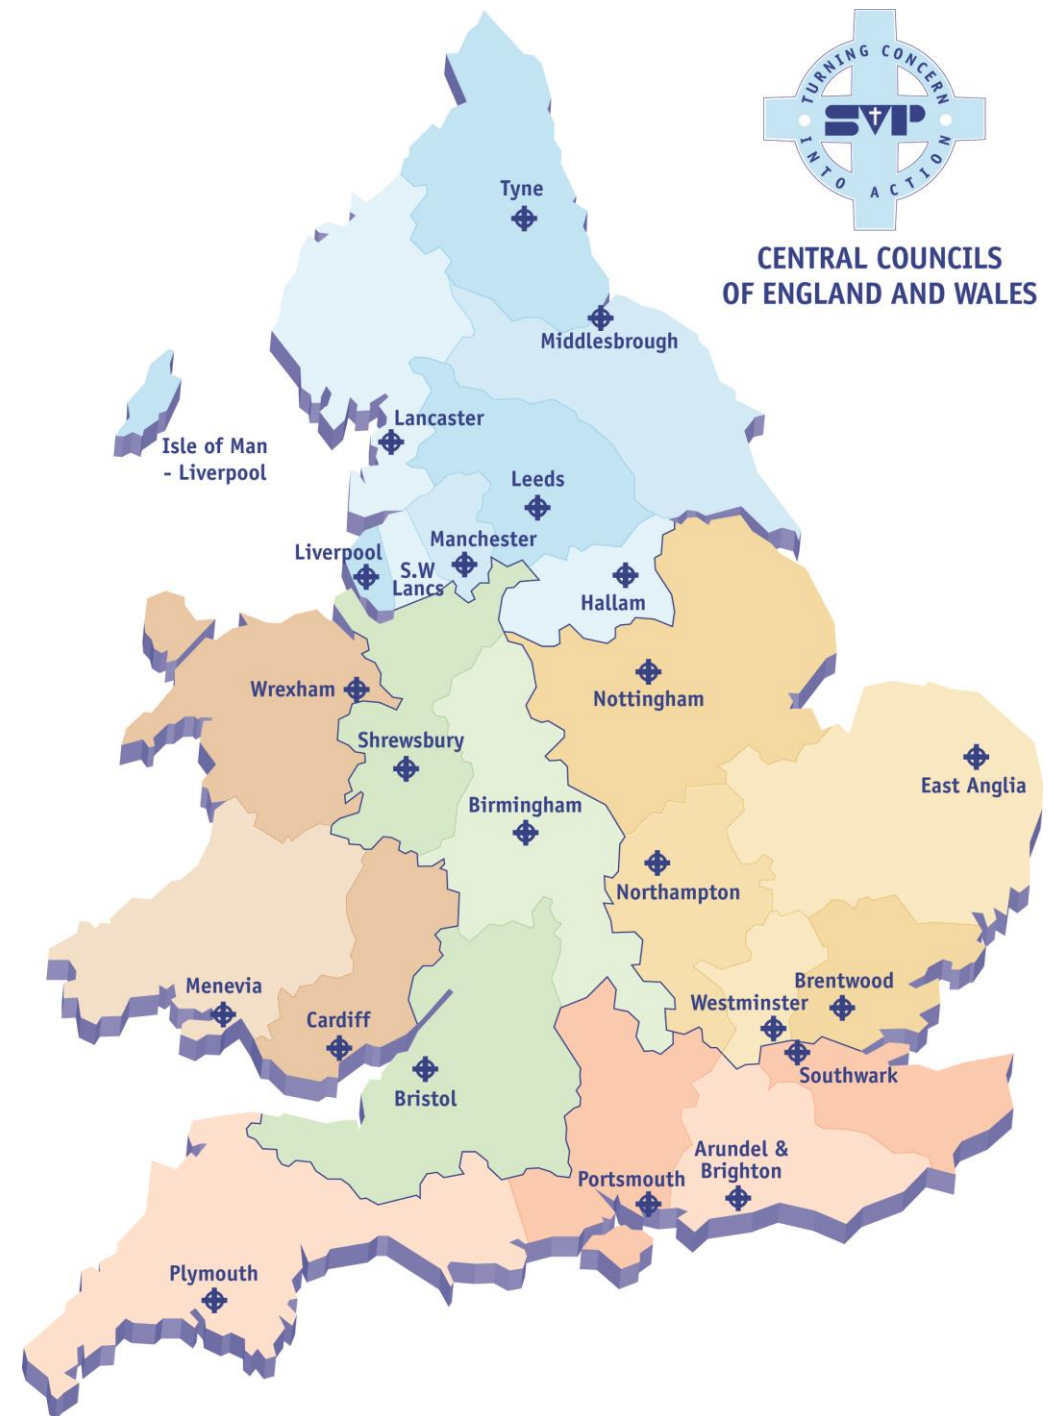 TURNING CONCERN
SVP
INTO ACTION
CENTRAL COUNCILS
OF ENGLAND AND WALES
Tyne
Middlesbrough
Lancaster
Isle of Man
- Liverpool
Leeds
Manchester
Liverpool
S.W
Lancs
Hallam
Wrexham
Nottingham
Shrewsbury
East Anglia
Birmingham
Northampton
Menevia
Brentwood
Westminster
Cardiff
Southwark
Bristol
Arundel &
Brighton
Portsmouth
Plymouth